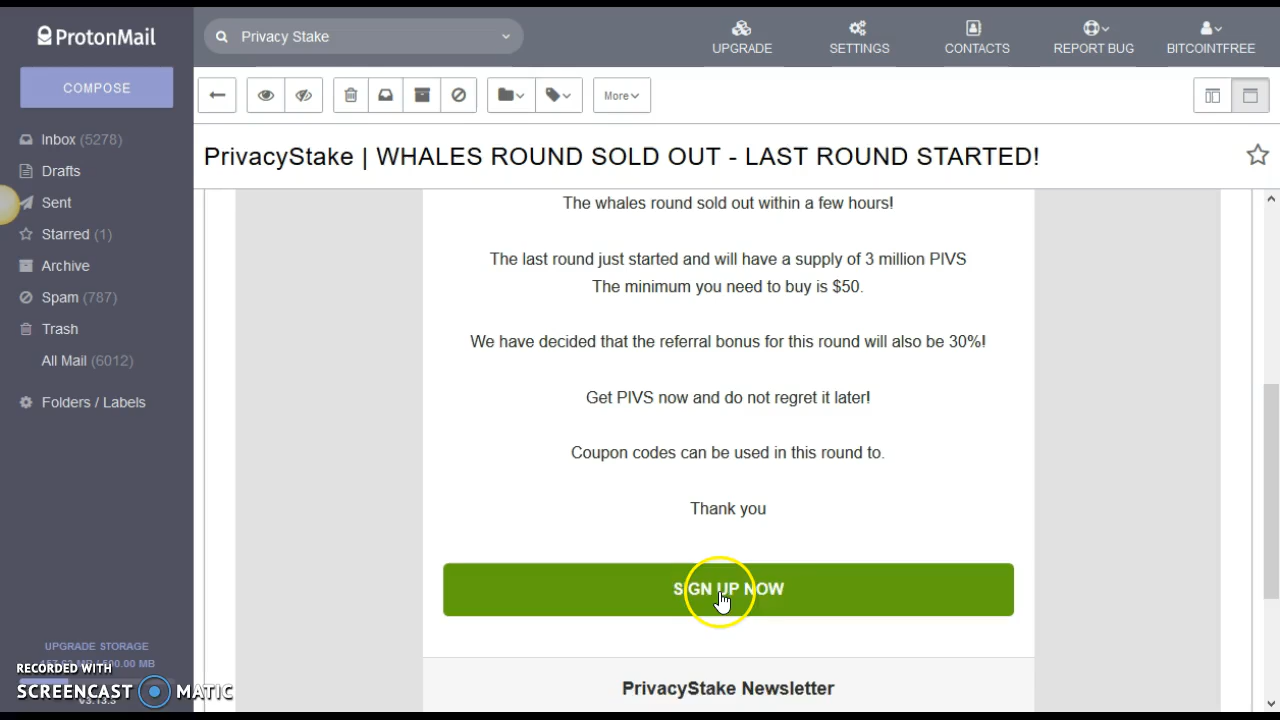 ProtonMail
Privacy Stake
UPGRADE
SETTINGS
CONTACTS
REPORT BUG
BITCOINTFREE
COMPOSE
More
Inbox (5278)
Drafts
Sent
Starred (1)
Archive
Spam (787)
Trash
All Mail (6012)
Folders / Labels
PrivacyStake | WHALES ROUND SOLD OUT - LAST ROUND STARTED!
The whales round sold out within a few hours!
The last round just started and will have a supply of 3 million PIVS
The minimum you need to buy is $50.
We have decided that the referral bonus for this round will also be 30%!
Get PIVS now and do not regret it later!
Coupon codes can be used in this round to.
Thank you
SIGN UP NOW
PrivacyStake Newsletter
UPGRADE STORAGE
RECORDED WITH
SCREENCAST MATIC